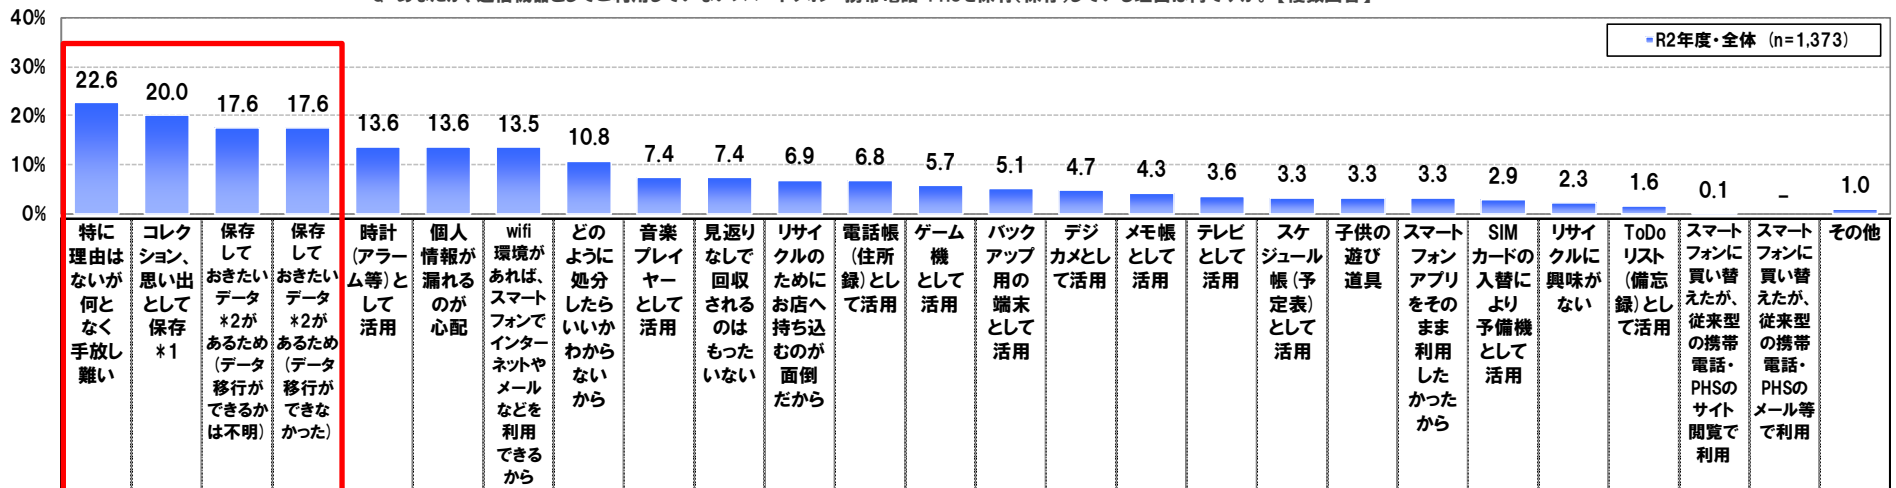 40%
30%
20%
10%
0%
R2年度・全体 (n=1,373)
22.6
20.0
17.6
17.6
13.6
13.6
13.5
10.8
7.4
7.4
6.9
6.8
5.7
5.1
4.7
4.3
3.6
3.3
3.3
3.3
2.9
2.3
1.6
0.1
－
1.0
特に
理由は
ないが
何と
なく
手放し
難い
コレク
ション、
思い出
として
保存
*1
保存
して
おきたい
データ
*2が
あるため
(データ
移行が
できるか
は不明)
保存
して
おきたい
データ
*2が
あるため
(データ
移行が
できな
かった)
時計
(アラー
ム等)と
して
活用
個人
情報が
漏れる
のが
心配
wifi
環境が
あれば、
スマート
フォンで
インター
ネットや
メール
などを
利用
できる
から
どの
ように
処分
したら
いいか
わから
ない
から
音楽
プレイ
ヤー
として
活用
見返り
なしで
回収
される
のは
もった
いない
リサイ
クルの
ために
お店へ
持ち込
むのが
面倒
だから
電話帳
(住所
録)とし
て活用
ゲーム
機
として
活用
バック
アップ
用の
端末
として
活用
デジ
カメとし
て活用
メモ帳
として
活用
テレビ
として
活用
スケ
ジュール
帳(予
定表)
として
活用
子供の
遊び
道具
スマート
フォン
アプリ
をその
まま
利用
した
かった
から
SIM
カードの
入替に
より
予備機
として
活用
リサイ
クルに
興味が
ない
ToDo
リスト
(備忘
録)とし
て活用
スマート
フォンに
買い替
えたが、
従来型
の携帯
電話・
PHSの
サイト
閲覧で
利用
スマート
フォンに
買い替
えたが、
従来型
の携帯
電話・
PHSの
メール等
で利用
その他